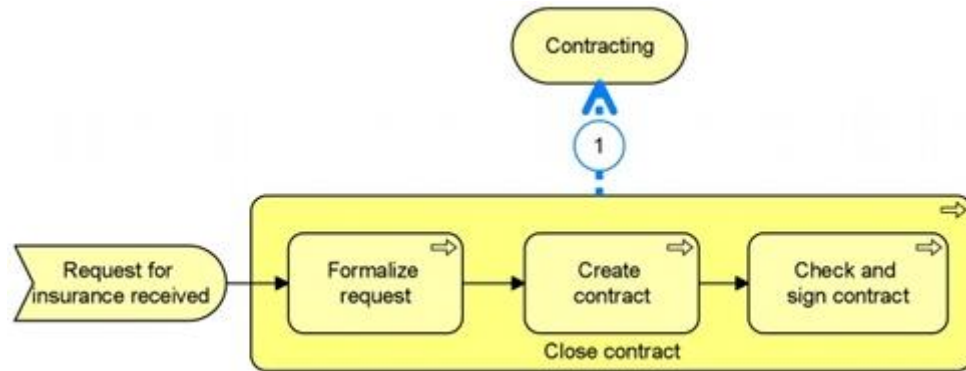 Contracting
1
Request for
insurance received
Formalize
request
Create
contract
Check and
sign contract
Close contract